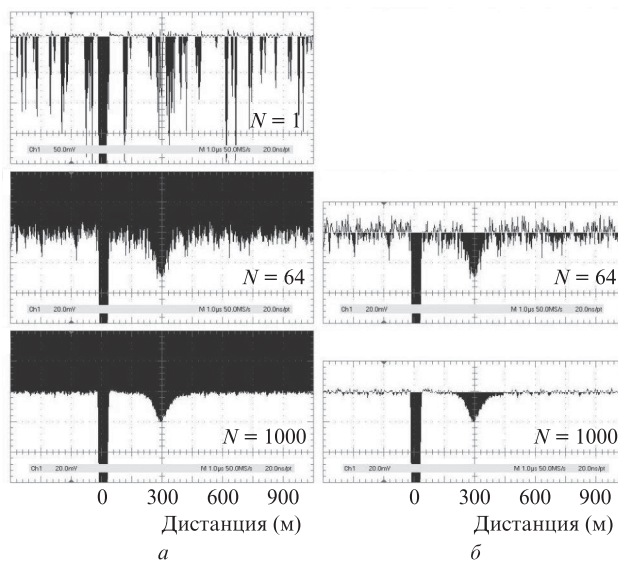 N = 1
Ch1 50.0mV M 1.0µs 50.0MS/s 20.0ns/pt
N = 64
Ch1 20.0mV M 1.0µs 50.0MS/s 20.0ns/pt
N = 64
Ch1 20.0mV M 1.0µs 50.0MS/s 20.0ns/pt
N = 1000
Ch1 20.0mV M 1.0µs 50.0MS/s 20.0ns/pt
N = 1000
Ch1 20.0mV M 1.0µs 50.0MS/s 20.0ns/pt
0 300 600 900
0 300 600 900
Дистанция (м)
Дистанция (м)
а
б